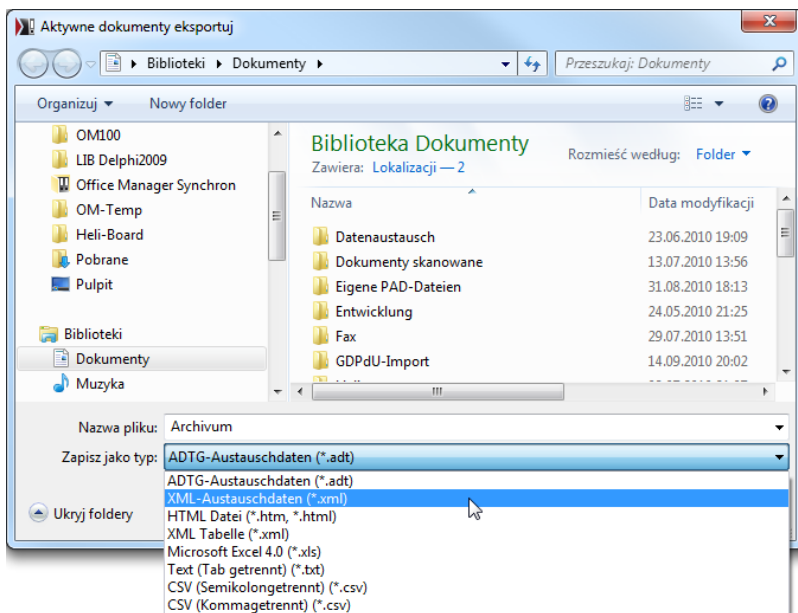 Aktywne dokumenty eksportuj
Biblioteki Dokumenty
Przeszukaj: Dokumenty
Organizuj Nowy folder
OM100
LIB Delphi2009
Office Manager Synchron
OM-Temp
Heli-Board
Pobrane
Pulpit
Biblioteki
Dokumenty
Muzyka
Biblioteka Dokumenty
Zawiera: Lokalizacji — 2
Rozmieść według: Folder
Nazwa Data modyfikacji
Datenaustausch 23.06.2010 19:09
Dokumenty skanowane 13.07.2010 13:56
Eigene PAD-Dateien 31.08.2010 18:13
Entwicklung 24.05.2010 21:25
Fax 29.07.2010 13:51
GDPdU-Import 14.09.2010 20:02
Nazwa pliku: Archivum
Zapisz jako typ: ADTG-Austauschdaten (*.adt)
ADTG-Austauschdaten (*.adt)
XML-Austauschdaten (*.xml)
HTML Datei (*.htm, *.html)
XML Tabelle (*.xml)
Microsoft Excel 4.0 (*.xls)
Text (Tab getrennt) (*.txt)
CSV (Semikolongetrennt) (*.csv)
CSV (Kommagetrennt) (*.csv)
Ukryj foldery